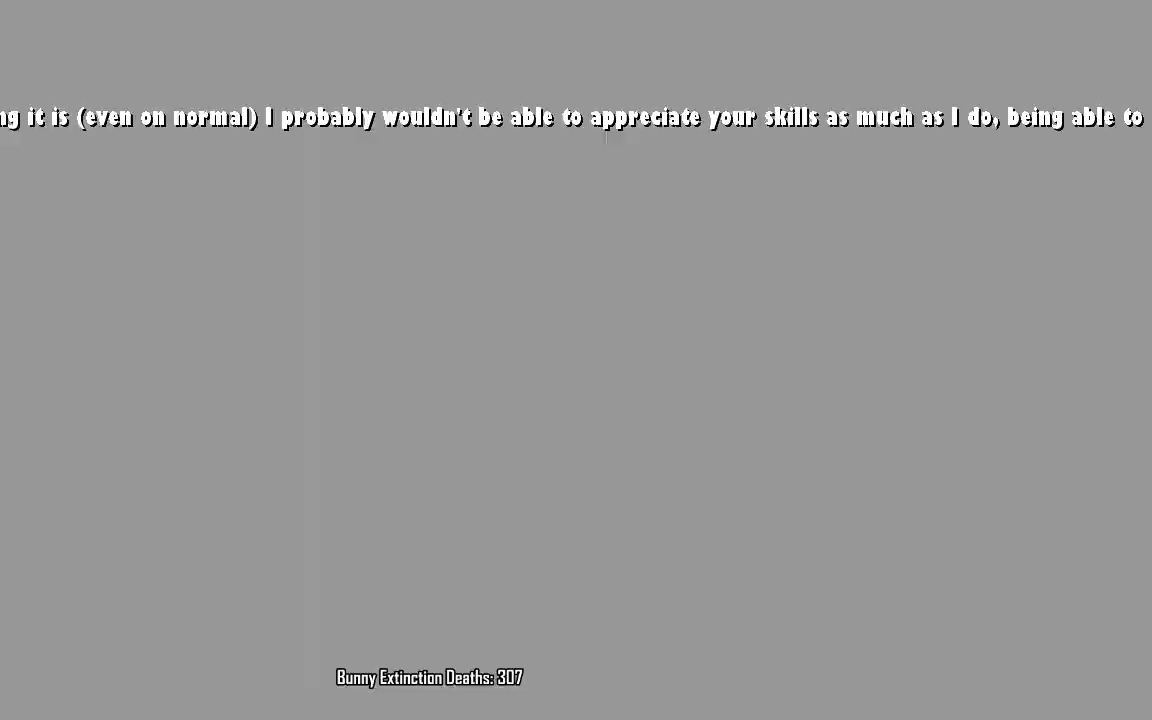 ng it is (even on normal) I probably wouldn't be able to appreciate your skills as much as I do, being able to
Bunny Extinction Deaths: 307